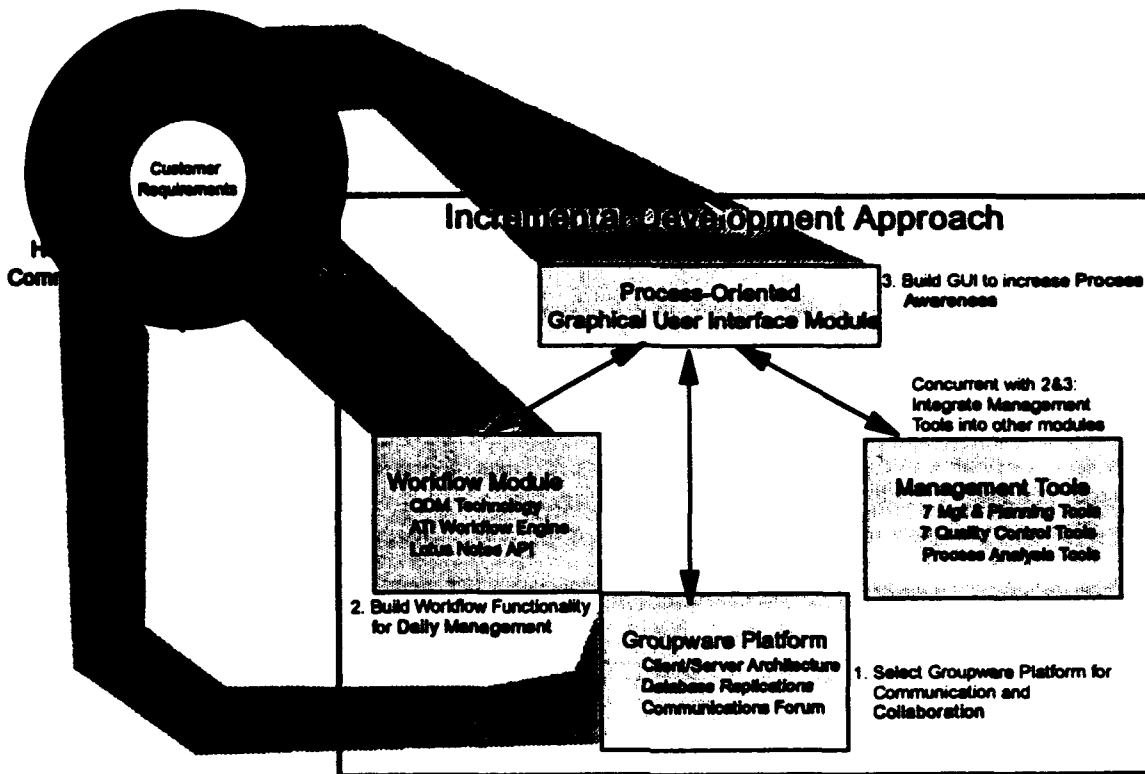 Customer
Requirements
Incremental Development Approach
Process-Oriented
Graphical User Interface Module
3. Build GUI to increase Process
Awareness
Concurrent with 2&3:
Integrate Management
Tools into other modules
Workflow Module
ODM Technology
ATI Workflow Engine
Lotus Notes API
Management Tools
7 Mgt & Planning Tools
7 Quality Control Tools
Process Analysis Tools
2. Build Workflow Functionality
for Daily Management
Groupware Platform
Client/Server Architecture
Database Replications
Communications Forum
1. Select Groupware Platform for
Communication and
Collaboration